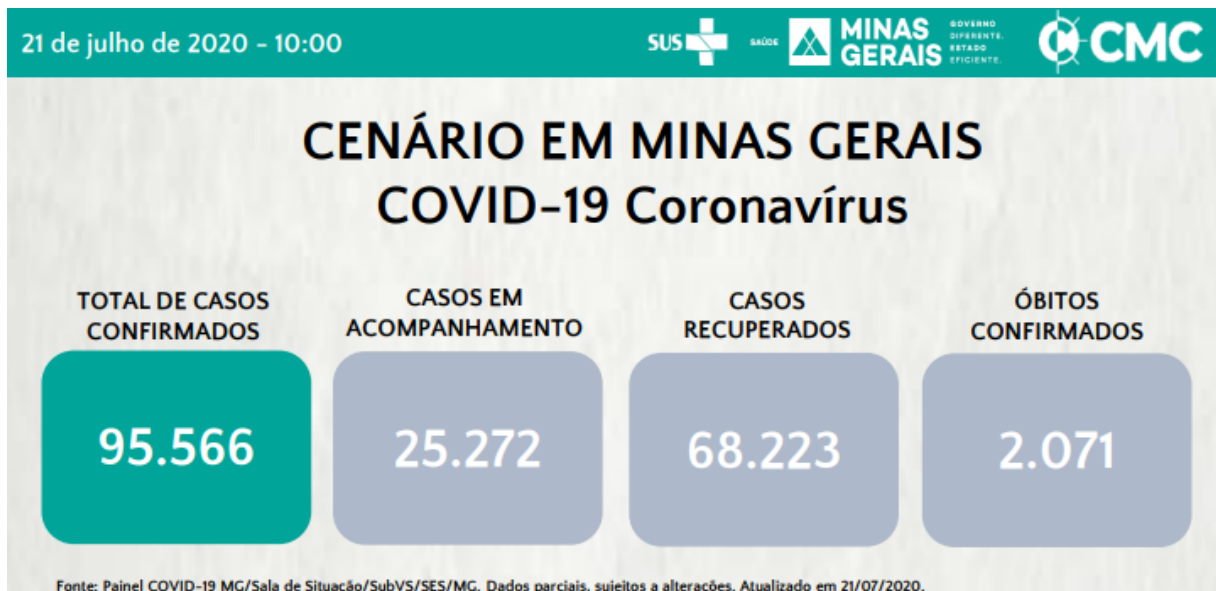 21 de julho de 2020 - 10:00
SUS
SAÚDE
MINAS GERAIS
GOVERNO
DIFERENTE.
ESTADO
EFICIENTE.
CMC
CENÁRIO EM MINAS GERAIS
COVID-19 Coronavírus
TOTAL DE CASOS
CONFIRMADOS
95.566
CASOS EM
ACOMPANHAMENTO
25.272
CASOS
RECUPERADOS
68.223
ÓBITOS
CONFIRMADOS
2.071
Fonte: Painel COVID-19 MG/Sala de Situação/SubVS/SES/MG. Dados parciais, sujeitos a alterações. Atualizado em 21/07/2020.